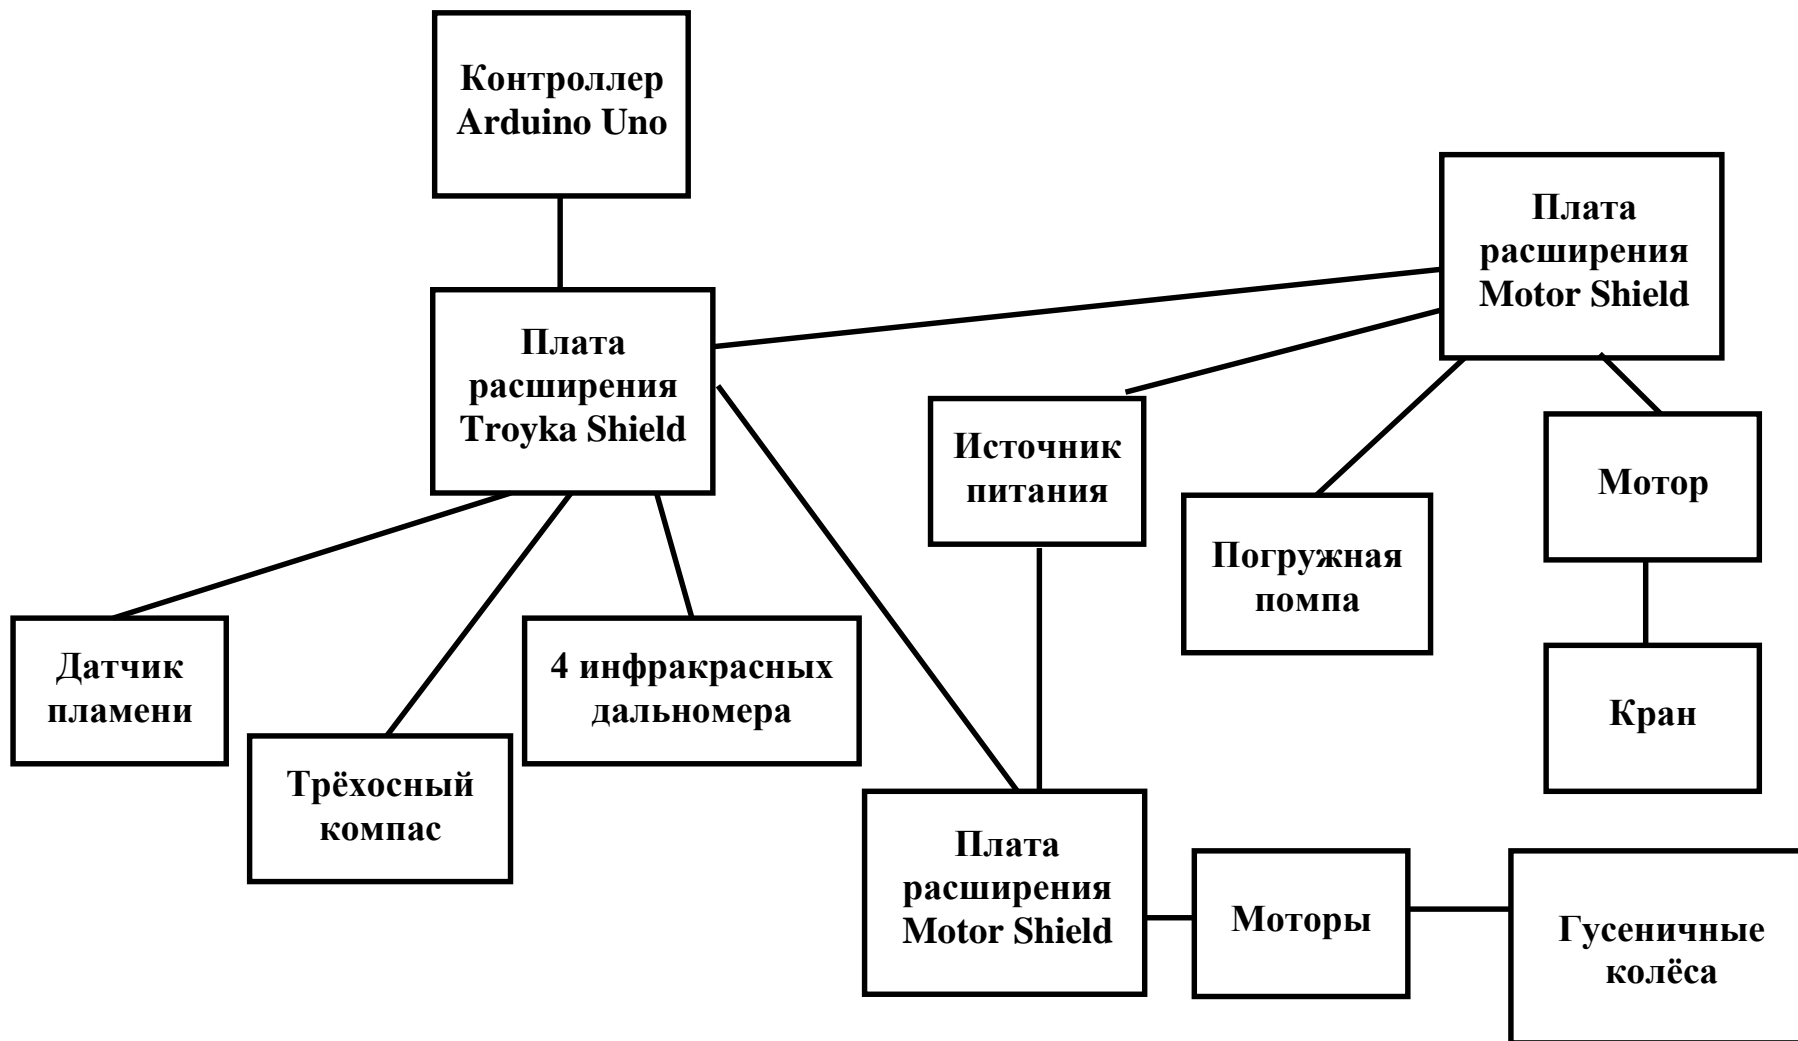 Контроллер
Arduino Uno
Плата
расширения
Motor Shield
Плата
расширения
Troyka Shield
Источник
питания
Мотор
Погружная
помпа
Датчик
пламени
4 инфракрасных
дальномера
Кран
Трёхосный
компас
Плата
расширения
Motor Shield
Моторы
Гусеничные
колёса